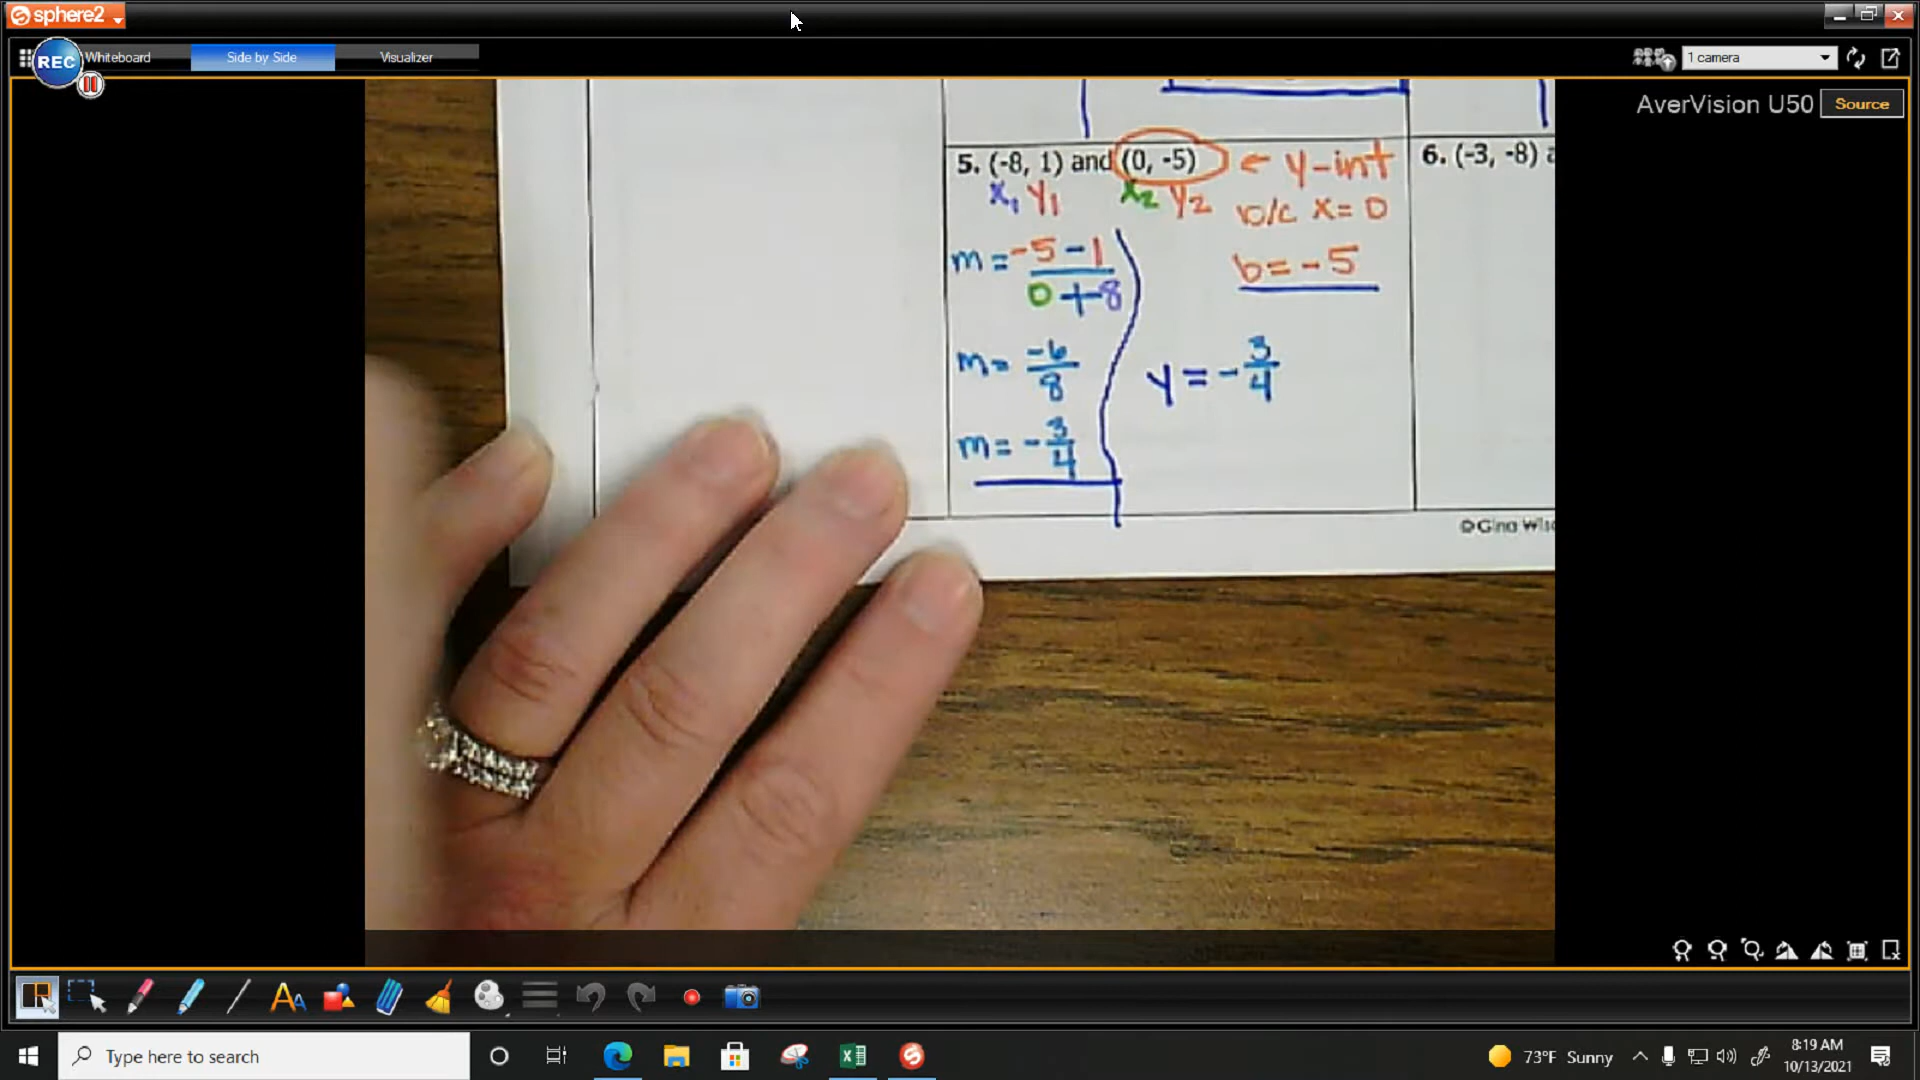 sphere2
REC
Whiteboard
Side by Side
Visualizer
1 camera
AverVision U50
Source
5. (-8, 1) and (0, -5) ← y-int
6. (-3, -8)
x₁ y₁ x₂ y₂
b/c x = 0
m = -5 - 1
0 + 8
b = -5
m = -6
8
y = - 3
4
m = - 3
4
©Gina
Type here to search
73°F Sunny
8:19 AM
10/13/2021